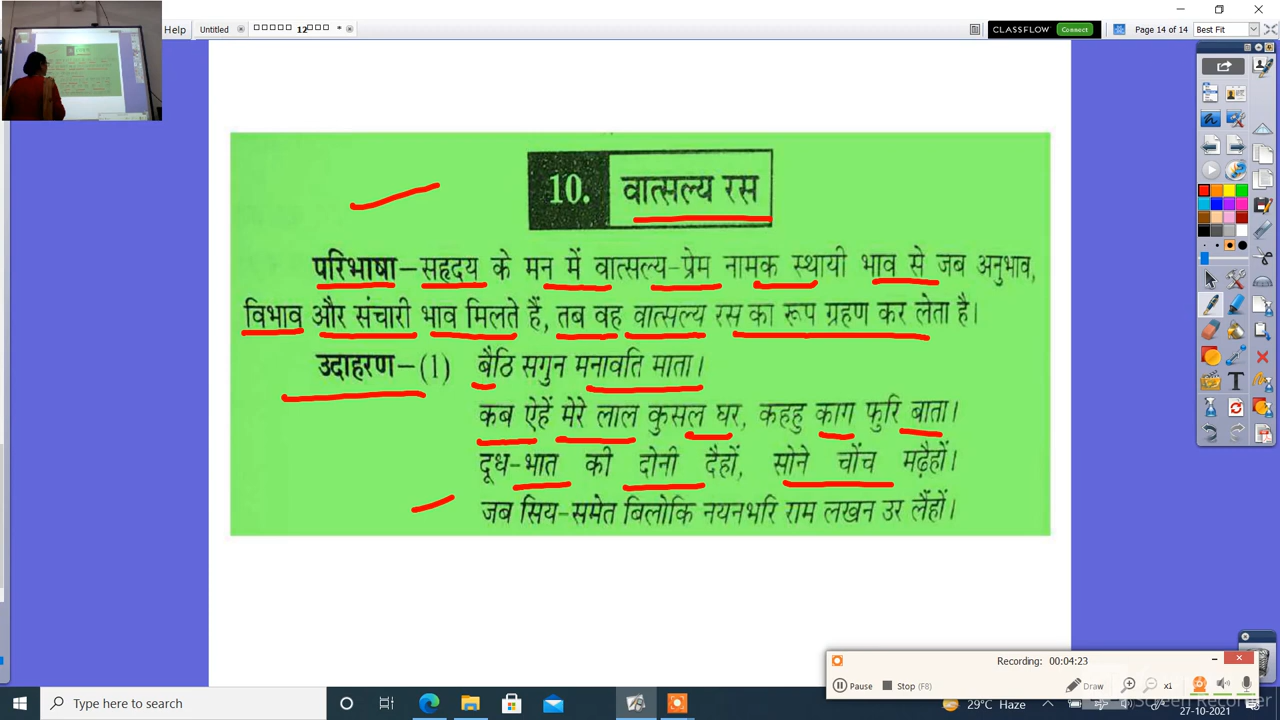 Help
Untitled
12
*
CLASSFLOW Connect
Page 14 of 14
Best Fit
10. वात्सल्य रस
परिभाषा–सहृदय के मन में वात्सल्य-प्रेम नामक स्थायी भाव से जब अनुभाव,
विभाव और संचारी भाव मिलते हैं, तब वह वात्सल्य रस का रूप ग्रहण कर लेता है।
उदाहरण–(1) बैठि सगुन मनावति माता।
कब ऐहैं मेरे लाल कुसल घर, कहहु काग फुरि बाता।
दूध-भात की दोनी दैहों, सोने चोंच मढ़ैहों।
जब सिय-समेत बिलोकि नयनभरि राम लखन उर लैंहों।
Recording: 00:04:23
Pause Stop (F8) Draw x1
Screen Recorder
Type here to search
29°C Haze
27-10-2021